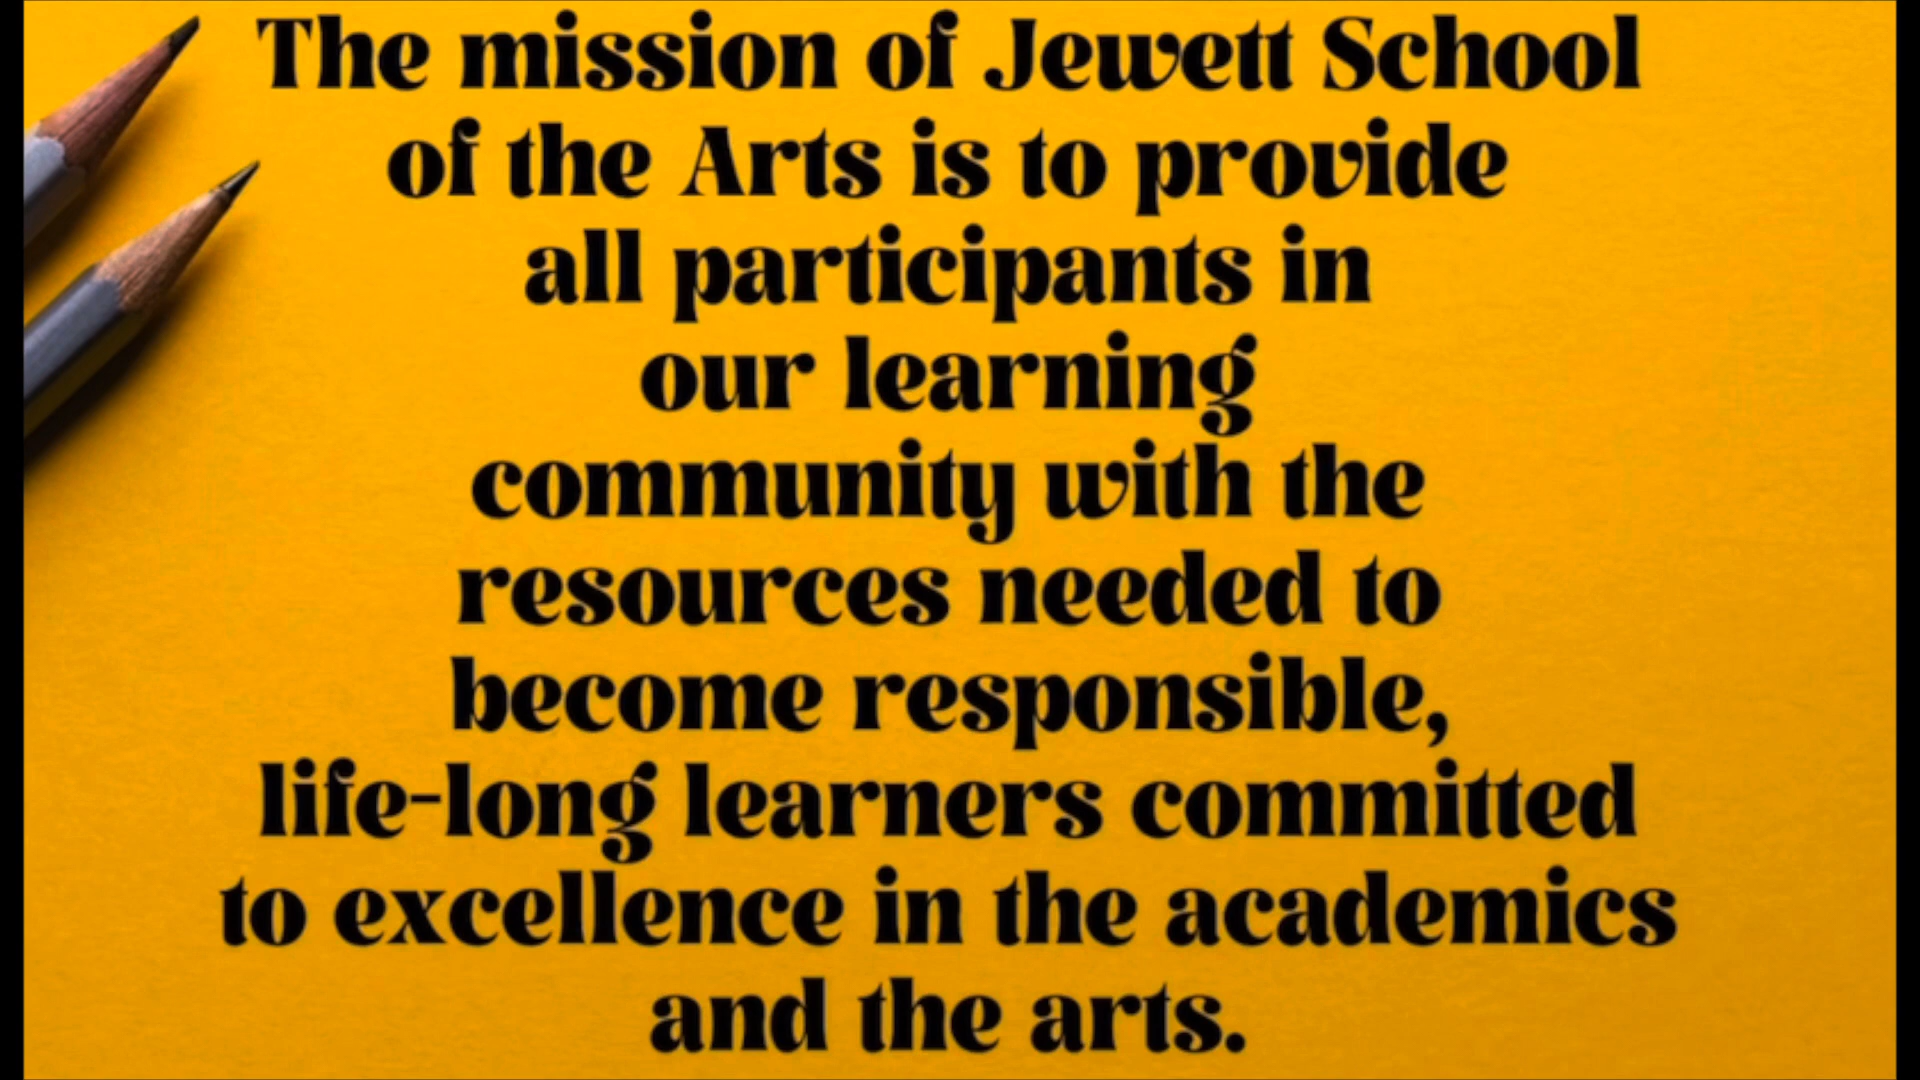 The mission of Jewett School
of the Arts is to provide
all participants in
our learning
community with the
resources needed to
become responsible,
life-long learners committed
to excellence in the academics
and the arts.